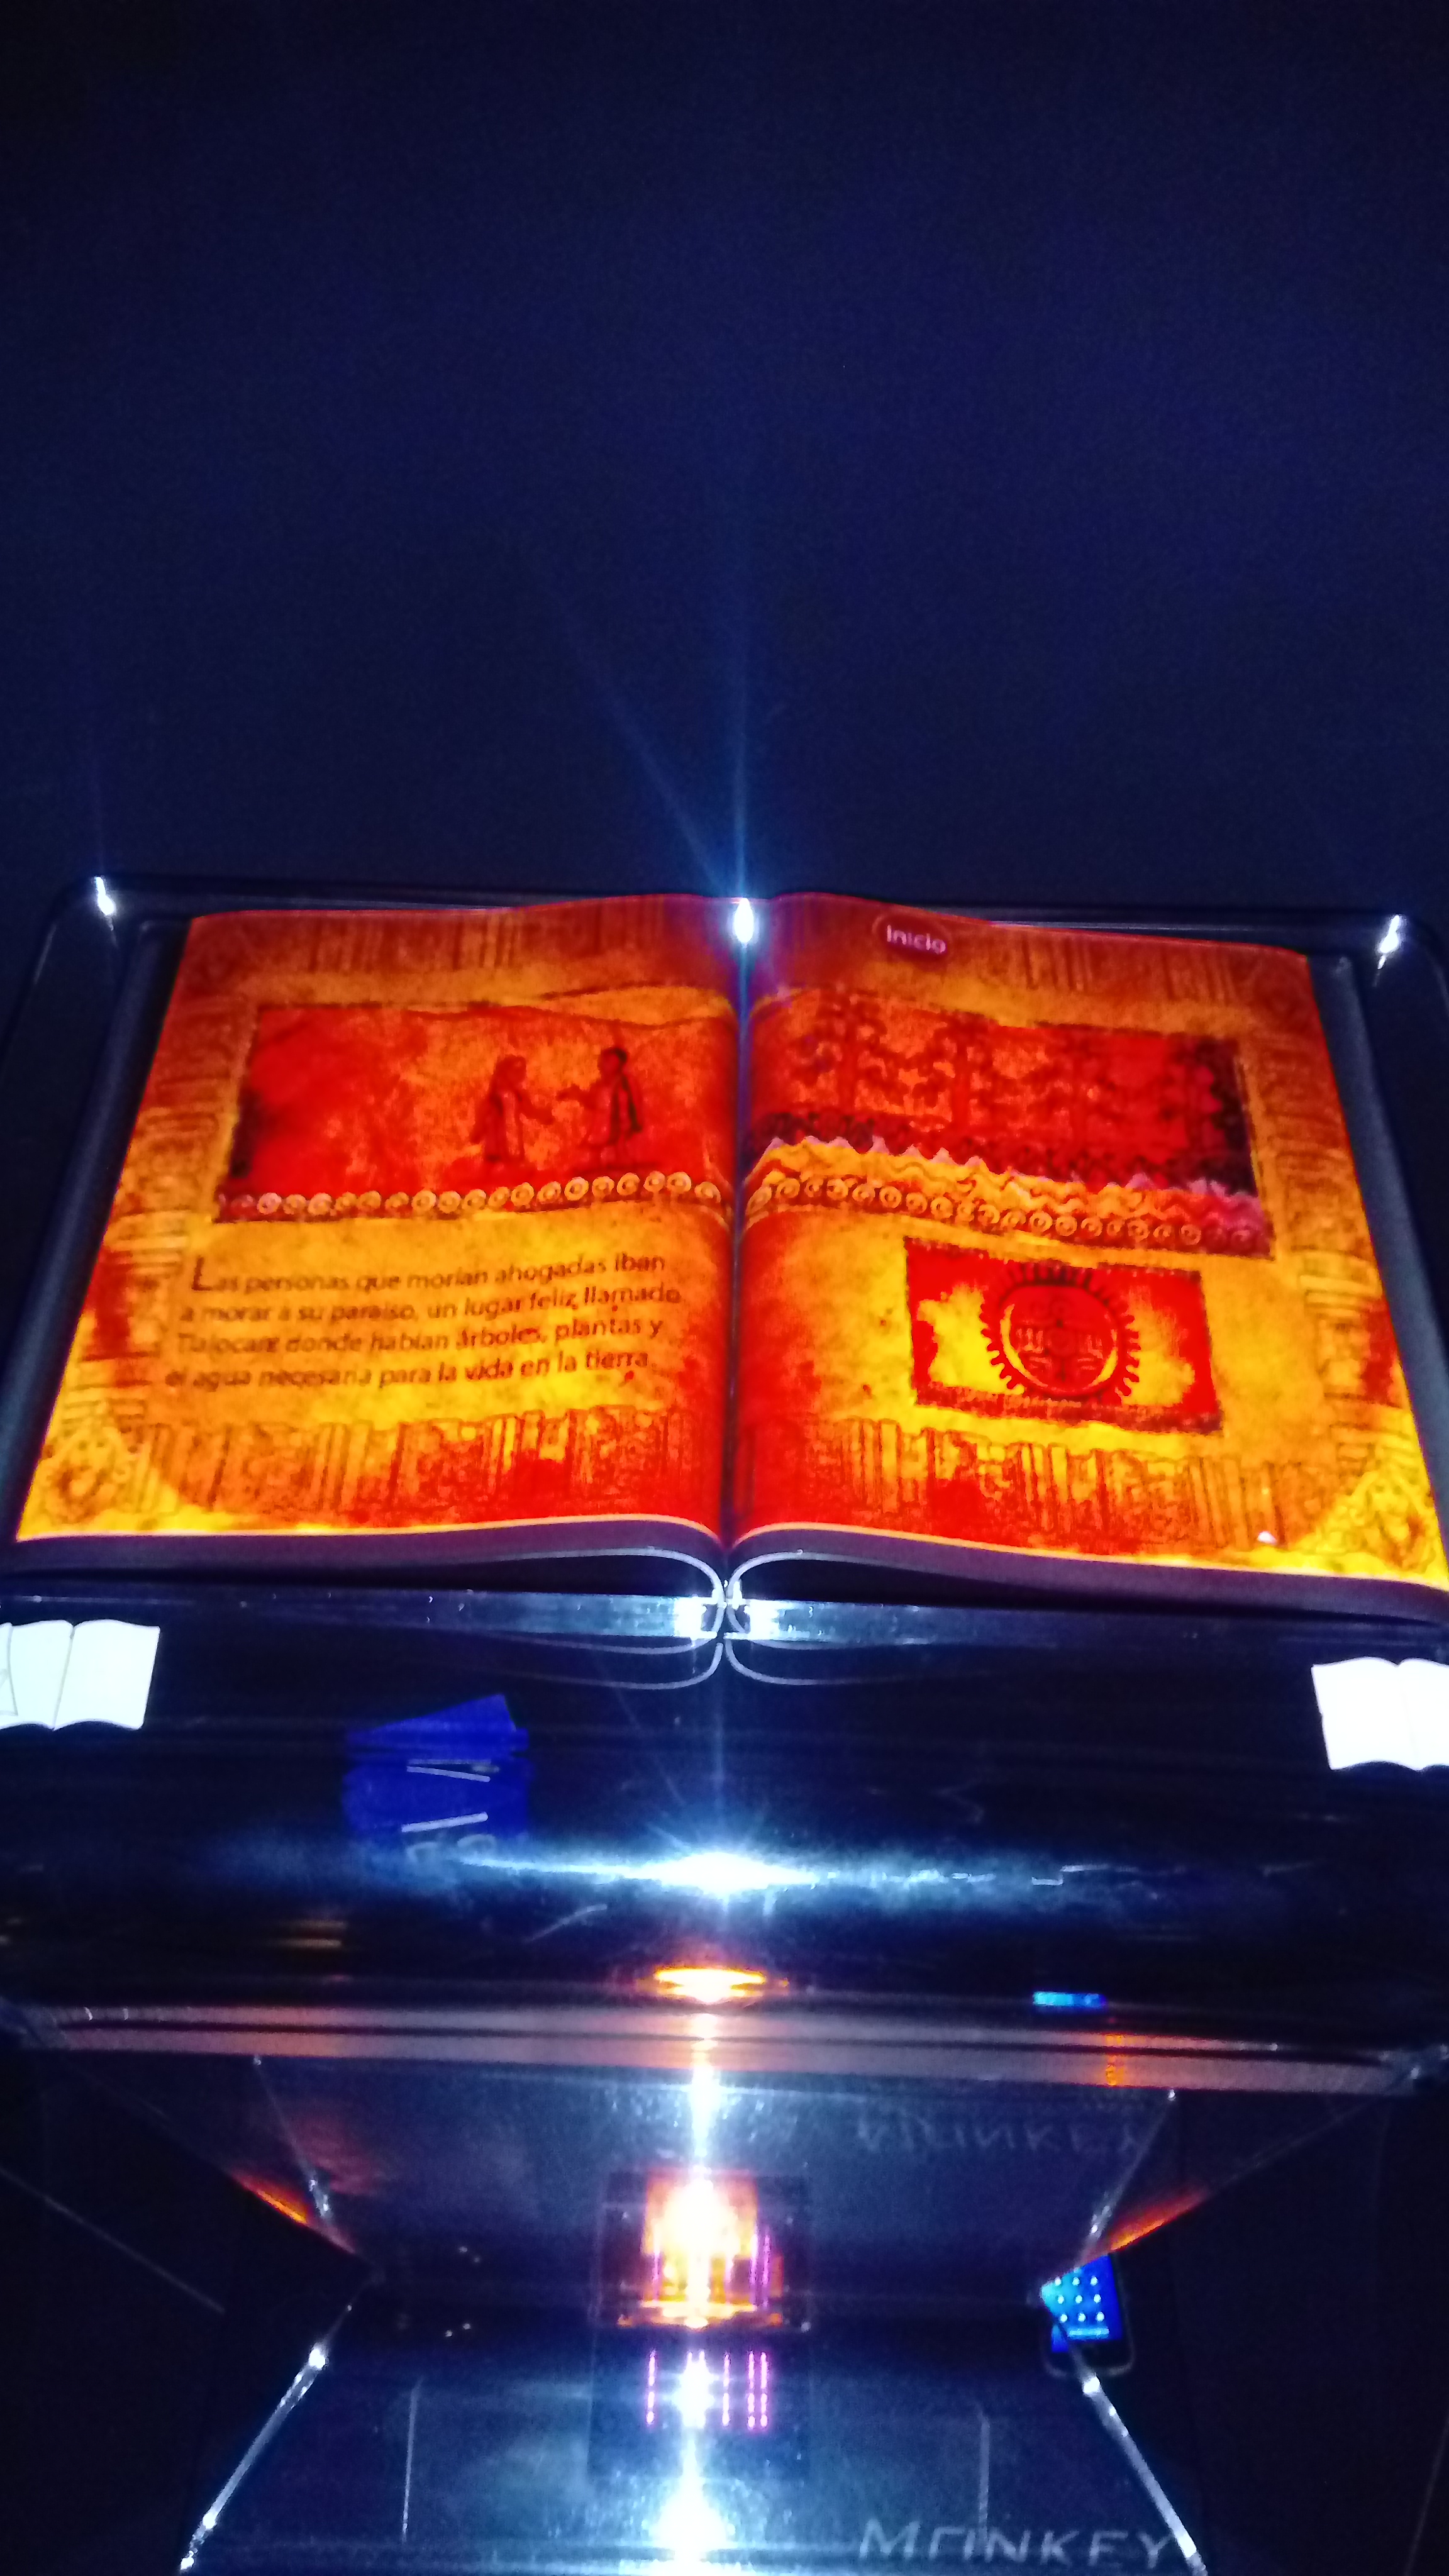 Inicio
Las personas que morían ahogadas iban
a morar a su paraíso, un lugar feliz llamado
donde habían árboles, plantas y
el agua necesaria para la vida en la tierra.